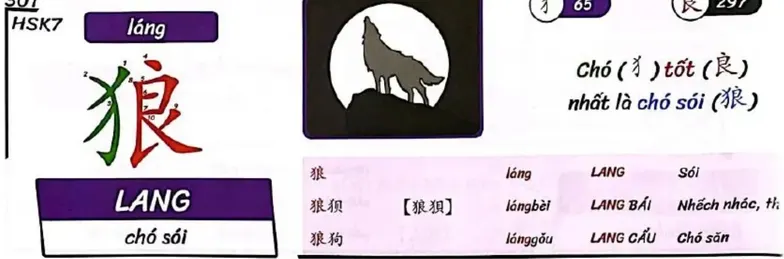 HSK7
láng
狼
LANG
chó sói
犭 65
艮 297
Chó (犭) tốt (良)
nhất là chó sói (狼)
狼 láng LANG Sói
狼狈 【狼狽】 lángbèi LANG BÁI Nhếch nhác,
狼狗 lánggǒu LANG CẨU Chó săn